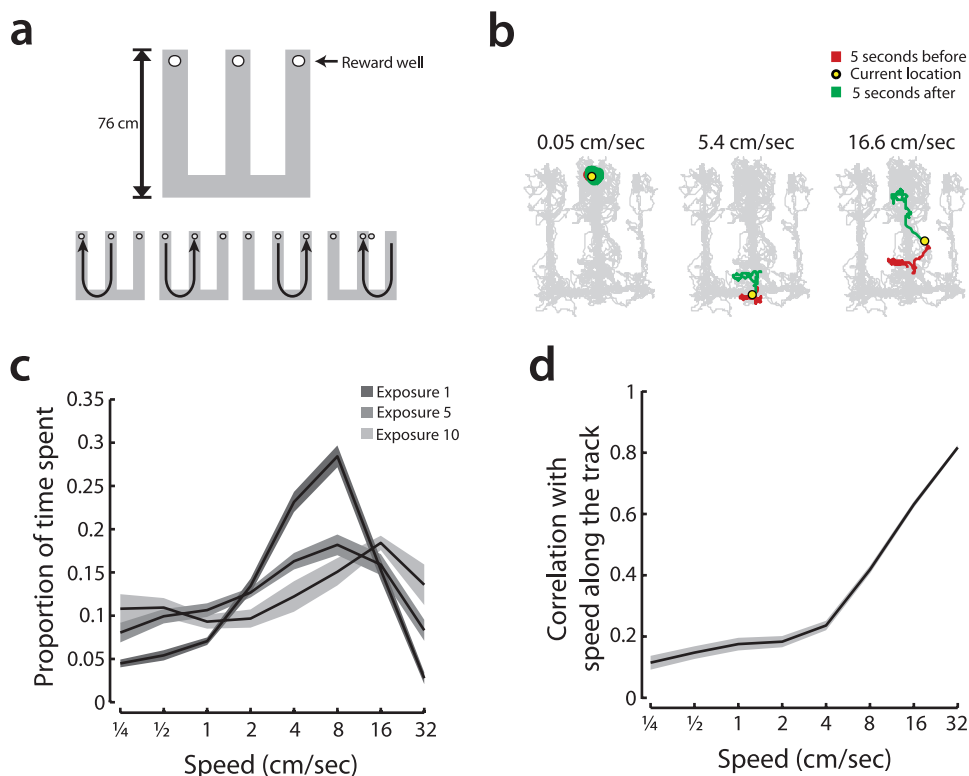 a
Reward well
76 cm
b
5 seconds before
Current location
5 seconds after
0.05 cm/sec
5.4 cm/sec
16.6 cm/sec
c
Exposure 1
Exposure 5
Exposure 10
Proportion of time spent
0.35
0.3
0.25
0.2
0.15
0.1
0.05
0
¼ ½ 1 2 4 8 16 32
Speed (cm/sec)
d
Correlation with
speed along the track
1
0.8
0.6
0.4
0.2
0
¼ ½ 1 2 4 8 16 32
Speed (cm/sec)